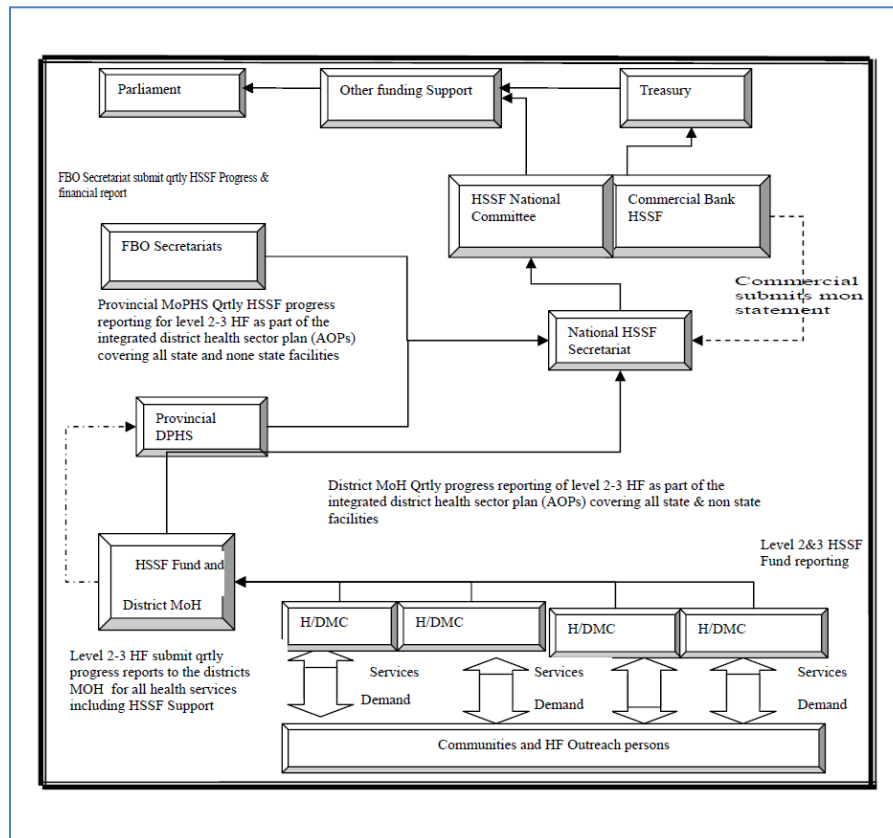 Parliament
Other funding Support
Treasury
FBO Secretariat submit qrtly HSSF Progress &
financial report
HSSF National
Committee
Commercial Bank
HSSF
FBO Secretariats
Commercial
submits mon
statement
Provincial MoPHS Qrtly HSSF progress
reporting for level 2-3 HF as part of the
integrated district health sector plan (AOPs)
covering all state and none state facilities
National HSSF
Secretariat
Provincial
DPHS
District MoH Qrtly progress reporting of level 2-3 HF as part of the
integrated district health sector plan (AOPs) covering all state & non state
facilities
HSSF Fund and
District MoH
Level 2&3 HSSF
Fund reporting
H/DMC
H/DMC
H/DMC
H/DMC
Level 2-3 HF submit qrtly
progress reports to the districts
MOH for all health services
including HSSF Support
Services
Services
Services
Demand
Demand
Demand
Communities and HF Outreach persons